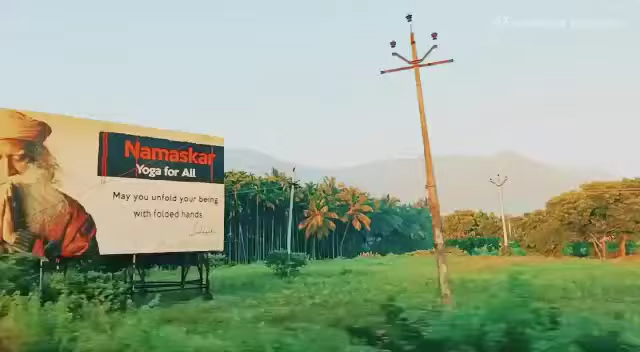 Namaskar
Yoga for All
May you unfold your being
with folded hands.